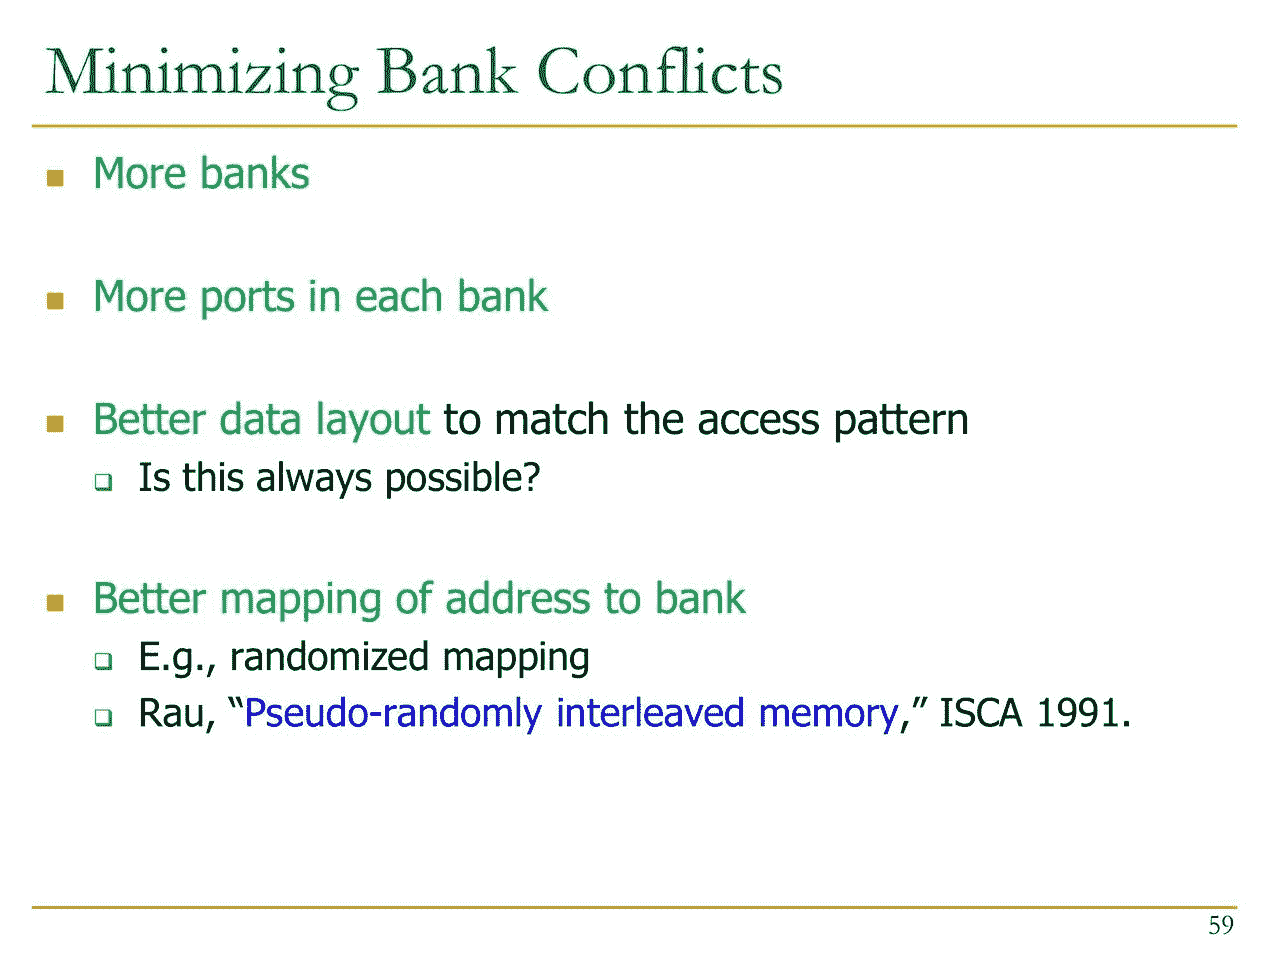 Minimizing Bank Conflicts
More banks
More ports in each bank
Better data layout to match the access pattern
Is this always possible?
Better mapping of address to bank
E.g., randomized mapping
Rau, “Pseudo-randomly interleaved memory,” ISCA 1991.
59